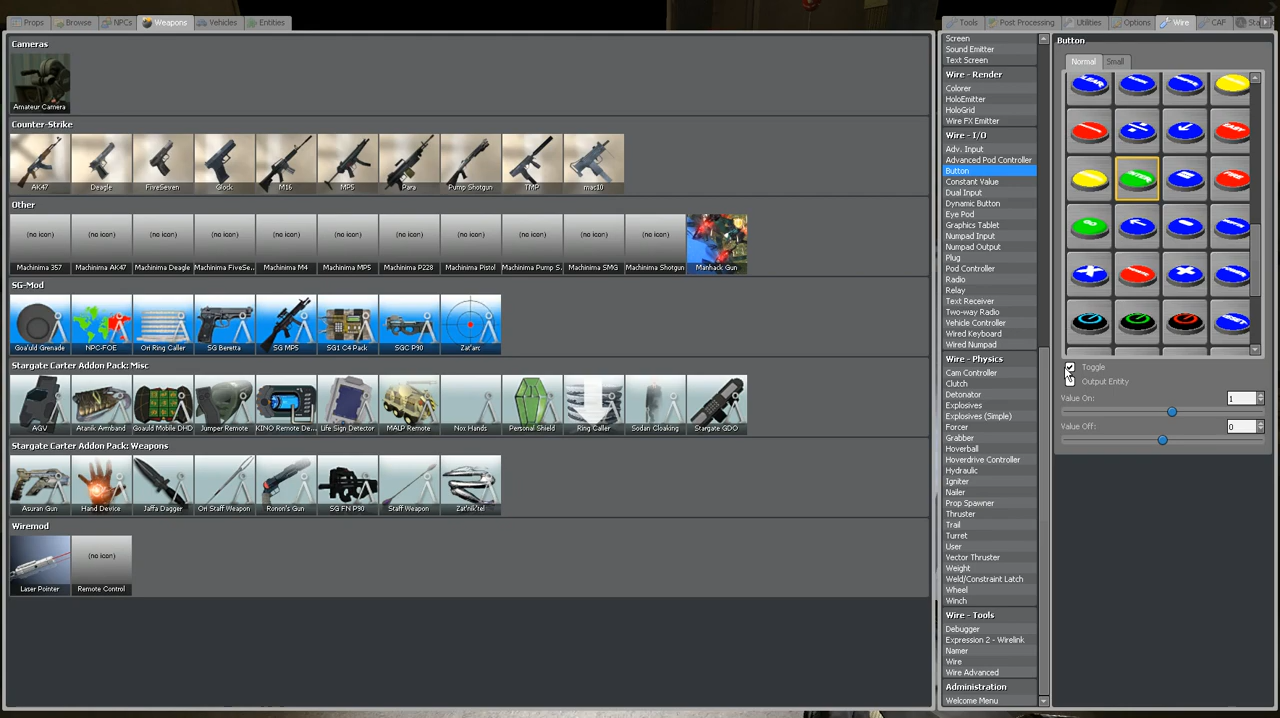 Props Browse NPCs Weapons Vehicles Entities
Cameras
Amateur Camera
Counter-Strike
AK47 Deagle FiveSeven Glock M16 MP5 Para Pump Shotgun TMP mac10
Other
(no icon) (no icon) (no icon) (no icon) (no icon) (no icon) (no icon) (no icon) (no icon) (no icon) (no icon)
Machinima 357 Machinima AK47 Machinima Deagle Machinima FiveSe... Machinima M4 Machinima MP5 Machinima P228 Machinima Pistol Machinima Pump S... Machinima SMG Machinima Shotgun Manhack Gun
SG-Mod
Goa'uld Grenade NPC-FOE Ori Ring Caller SG Beretta SG MP5 SG1 C4 Pack SGC P90 Zat'arc
Stargate Carter Addon Pack: Misc
AGV Atanik Armband Goauld Mobile DHD Jumper Remote KINO Remote De... Life Sign Detector MALP Remote Nox Hands Personal Shield Ring Caller Sodan Cloaking Stargate GDO
Stargate Carter Addon Pack: Weapons
Asuran Gun Hand Device Jaffa Dagger Ori Staff Weapon Ronon's Gun SG FN P90 Staff Weapon Zat'nik'tel
Wiremod
(no icon)
Laser Pointer Remote Control
Tools Post Processing Utilities Options Wire CAF
Screen
Sound Emitter
Text Screen
Wire - Render
Colorer
HoloEmitter
HoloGrid
Wire FX Emitter
Wire - I/O
Adv. Input
Advanced Pod Controller
Button
Constant Value
Dual Input
Dynamic Button
Eye Pod
Graphics Tablet
Numpad Input
Numpad Output
Plug
Pod Controller
Radio
Relay
Text Receiver
Two-way Radio
Vehicle Controller
Wired Keyboard
Wired Numpad
Wire - Physics
Cam Controller
Clutch
Detonator
Explosives
Explosives (Simple)
Forcer
Grabber
Hoverball
Hoverdrive Controller
Hydraulic
Igniter
Nailer
Prop Spawner
Thruster
Trail
Turret
User
Vector Thruster
Weight
Weld/Constraint Latch
Wheel
Winch
Wire - Tools
Debugger
Expression 2 - Wirelink
Namer
Wire
Wire Advanced
Administration
Welcome Menu
Button
Normal Small
Toggle
Output Entity
Value On: 1
Value Off: 0